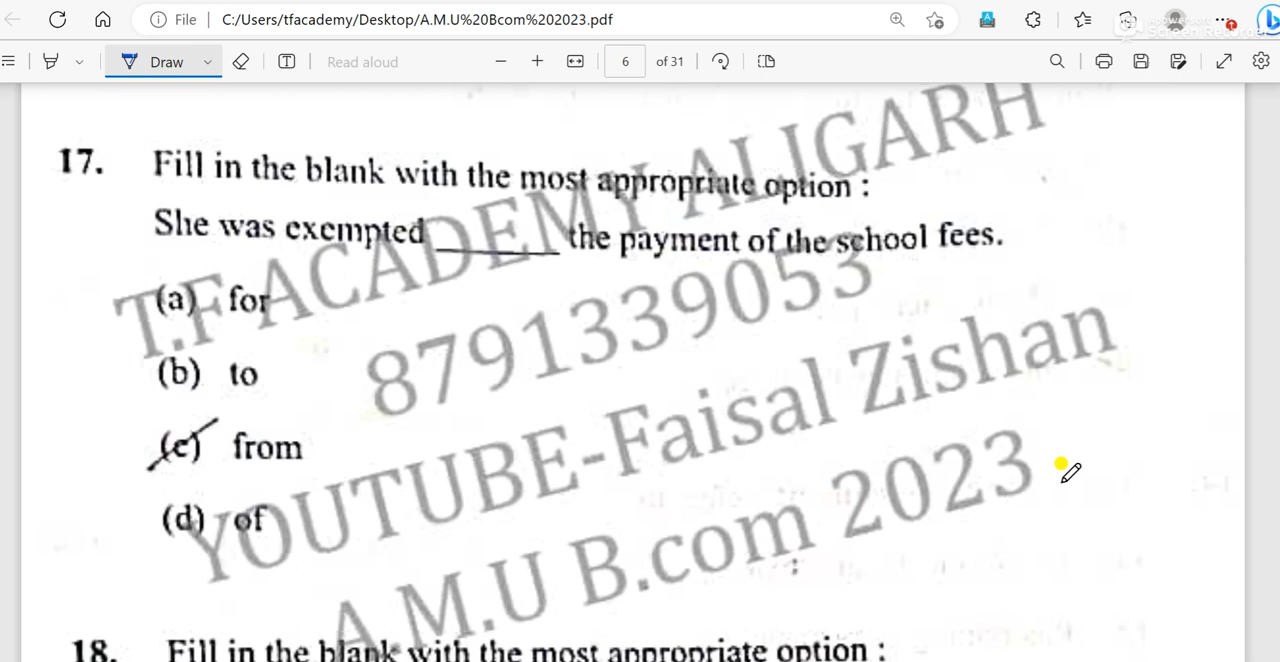 File C:/Users/tfacademy/Desktop/A.M.U%20Bcom%202023.pdf
Draw Read aloud 6 of 31
17. Fill in the blank with the most appropriate option :
She was exempted ______ the payment of the school fees.
(a) for
(b) to
(c) from
(d) of
18. Fill in the blank with the most appropriate option :
T.F ACADEMY ALIGARH
8791339053
YOUTUBE-Faisal Zishan
A.M.U B.com 2023